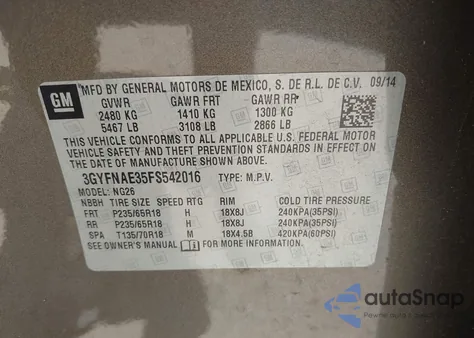 GM
MFD BY GENERAL MOTORS DE MEXICO, S. DE R.L. DE C.V. 09/14
GVWR GAWR FRT GAWR RR
2480 KG 1410 KG 1300 KG
5467 LB 3108 LB 2866 LB
THIS VEHICLE CONFORMS TO ALL APPLICABLE U.S. FEDERAL MOTOR
VEHICLE SAFETY AND THEFT PREVENTION STANDARDS IN EFFECT ON
THE DATE OF MANUFACTURE SHOWN ABOVE.
3GYFNAE35FS542016 TYPE: M.P.V.
MODEL: NG26
NBBH TIRE SIZE SPEED RTG RIM COLD TIRE PRESSURE
FRT P235/65R18 H 18X8J 240KPA(35PSI)
RR P235/65R18 H 18X8J 240KPA(35PSI)
SPA T135/70R18 M 18X4.5B 420KPA(60PSI)
SEE OWNER'S MANUAL FOR MORE INFORMATION.
autoSnap